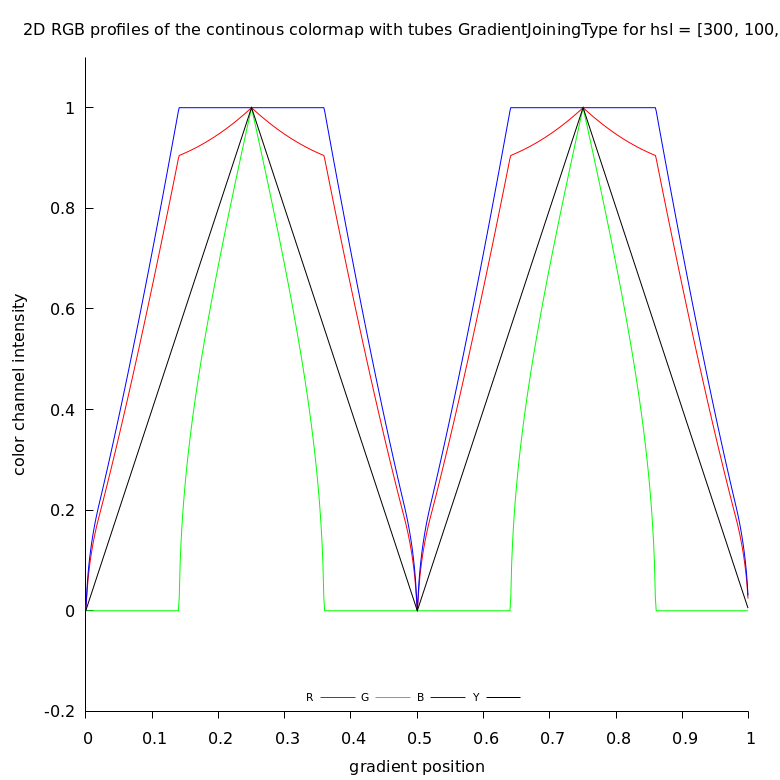 2D RGB profiles of the continous colormap with tubes GradientJoiningType for hsl = [300, 100,
1
0.8
0.6
0.4
0.2
0
-0.2
color channel intensity
R G B Y
0 0.1 0.2 0.3 0.4 0.5 0.6 0.7 0.8 0.9 1
gradient position